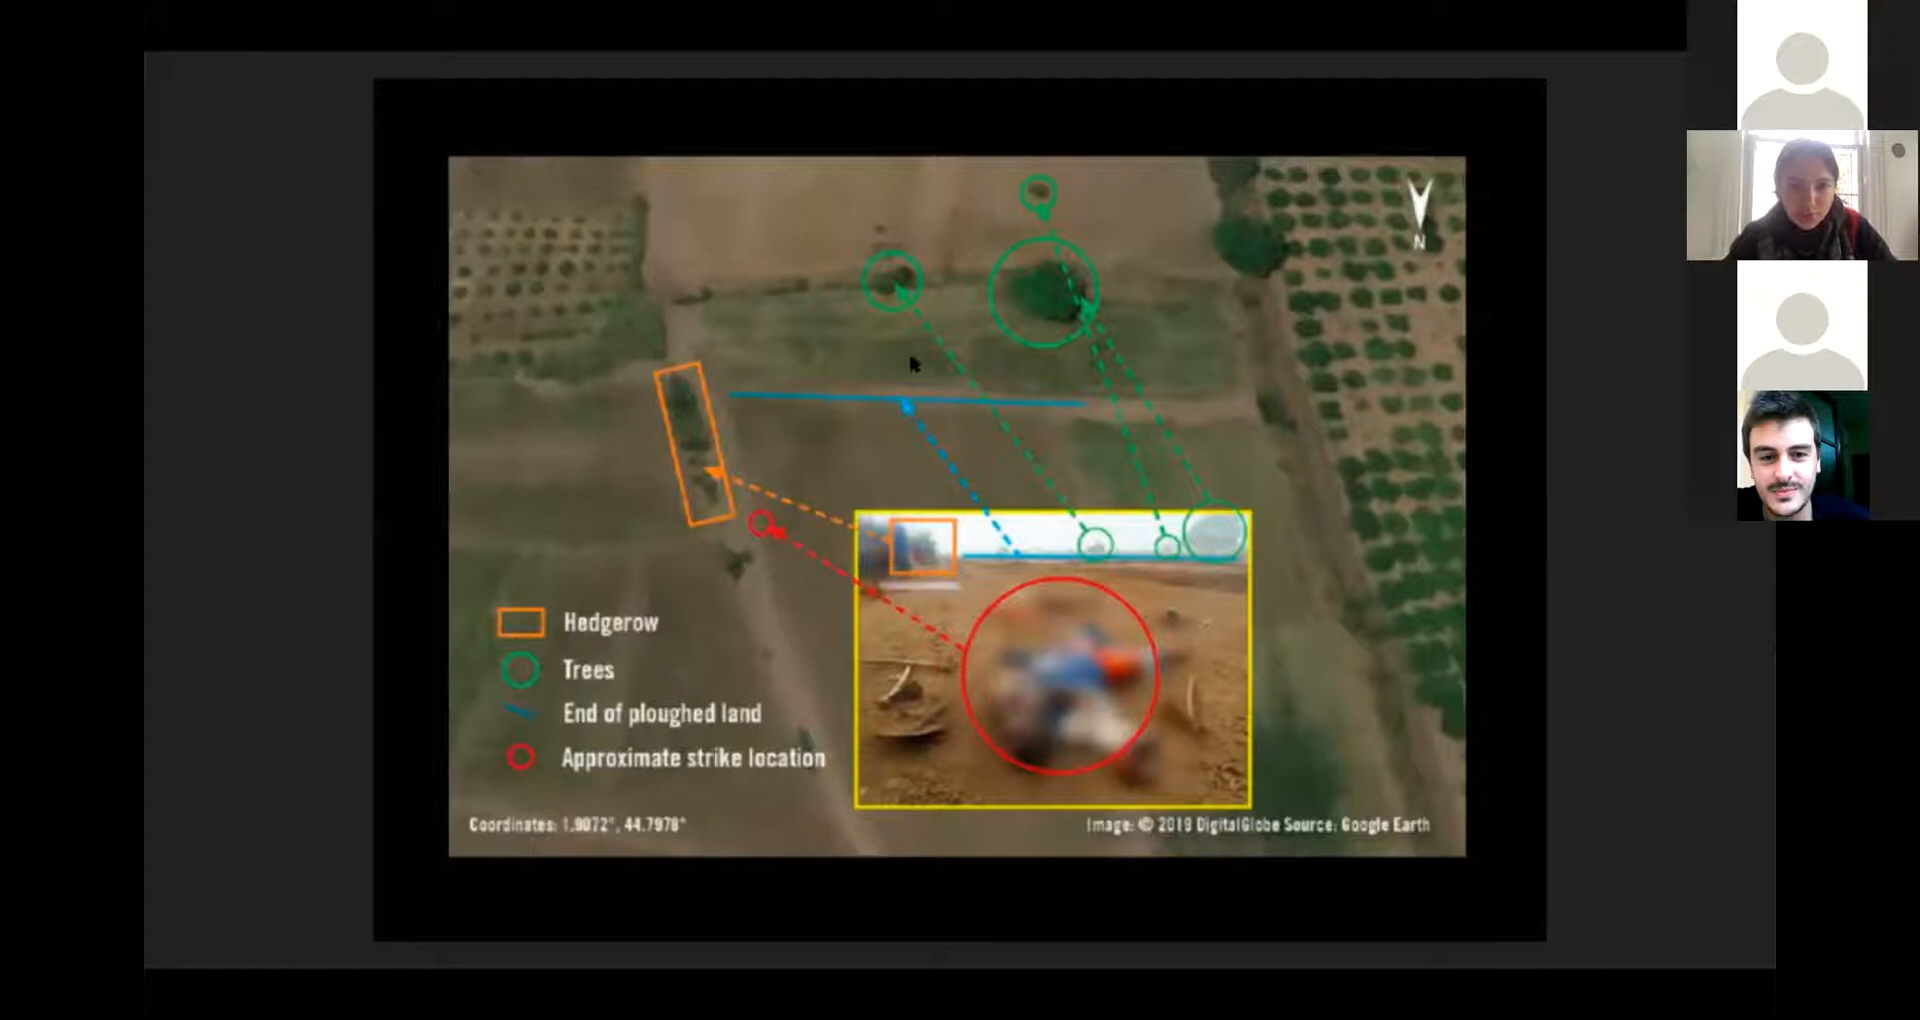 N
Hedgerow
Trees
End of ploughed land
Approximate strike location
Coordinates: 1.9072°, 44.7978°
Image: © 2019 DigitalGlobe Source: Google Earth